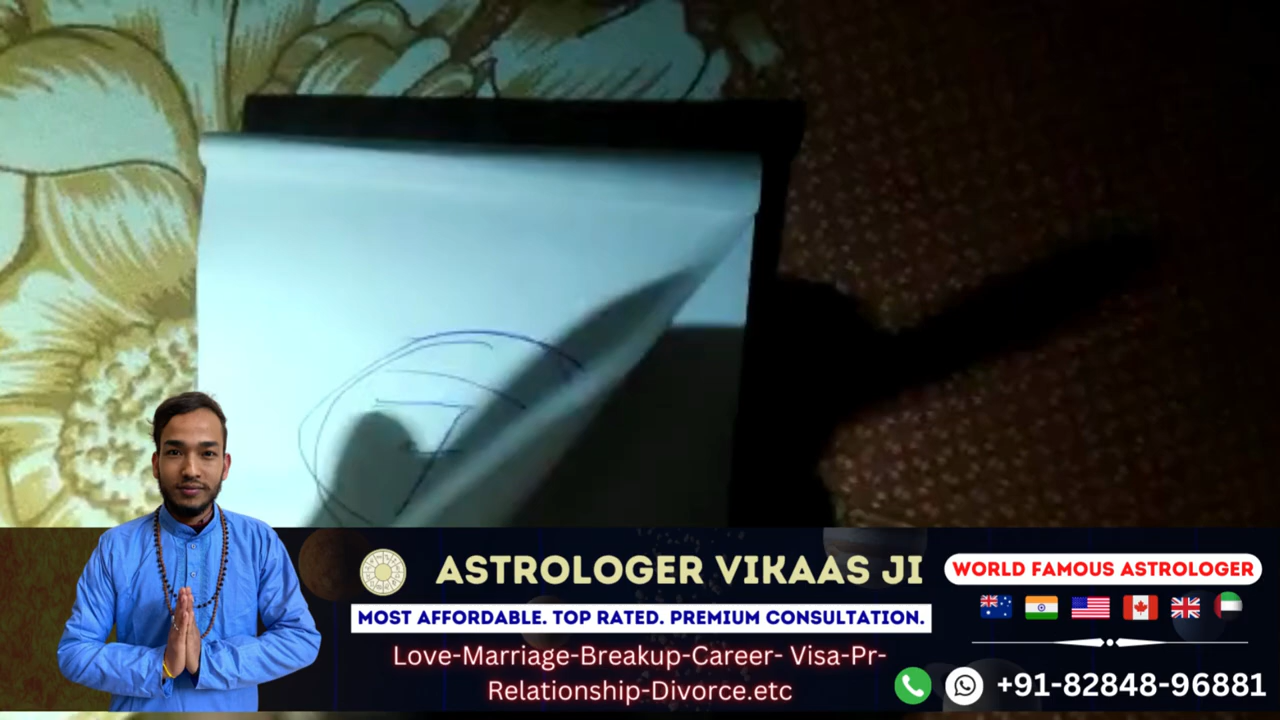 ASTROLOGER VIKAAS JI
MOST AFFORDABLE. TOP RATED. PREMIUM CONSULTATION.
Love-Marriage-Breakup-Career- Visa-Pr-
Relationship-Divorce.etc
WORLD FAMOUS ASTROLOGER
+91-82848-96881